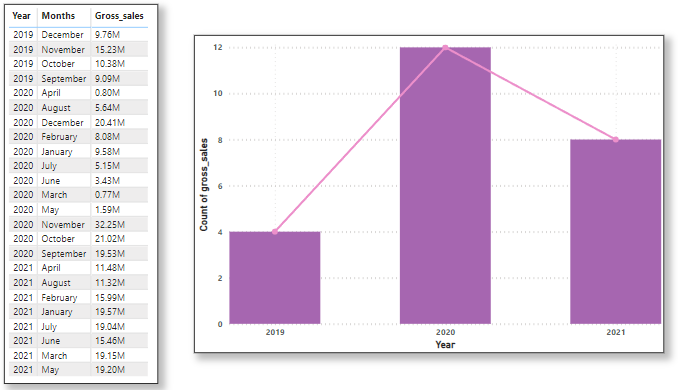 Year Months Gross_sales
2019 December 9.76M
2019 November 15.23M
2019 October 10.38M
2019 September 9.09M
2020 April 0.80M
2020 August 5.64M
2020 December 20.41M
2020 February 8.08M
2020 January 9.58M
2020 July 5.15M
2020 June 3.43M
2020 March 0.77M
2020 May 1.59M
2020 November 32.25M
2020 October 21.02M
2020 September 19.53M
2021 April 11.48M
2021 August 11.32M
2021 February 15.99M
2021 January 19.57M
2021 July 19.04M
2021 June 15.46M
2021 March 19.15M
2021 May 19.20M
Count of gross_sales
12
10
8
6
4
2
0
2019 2020 2021
Year